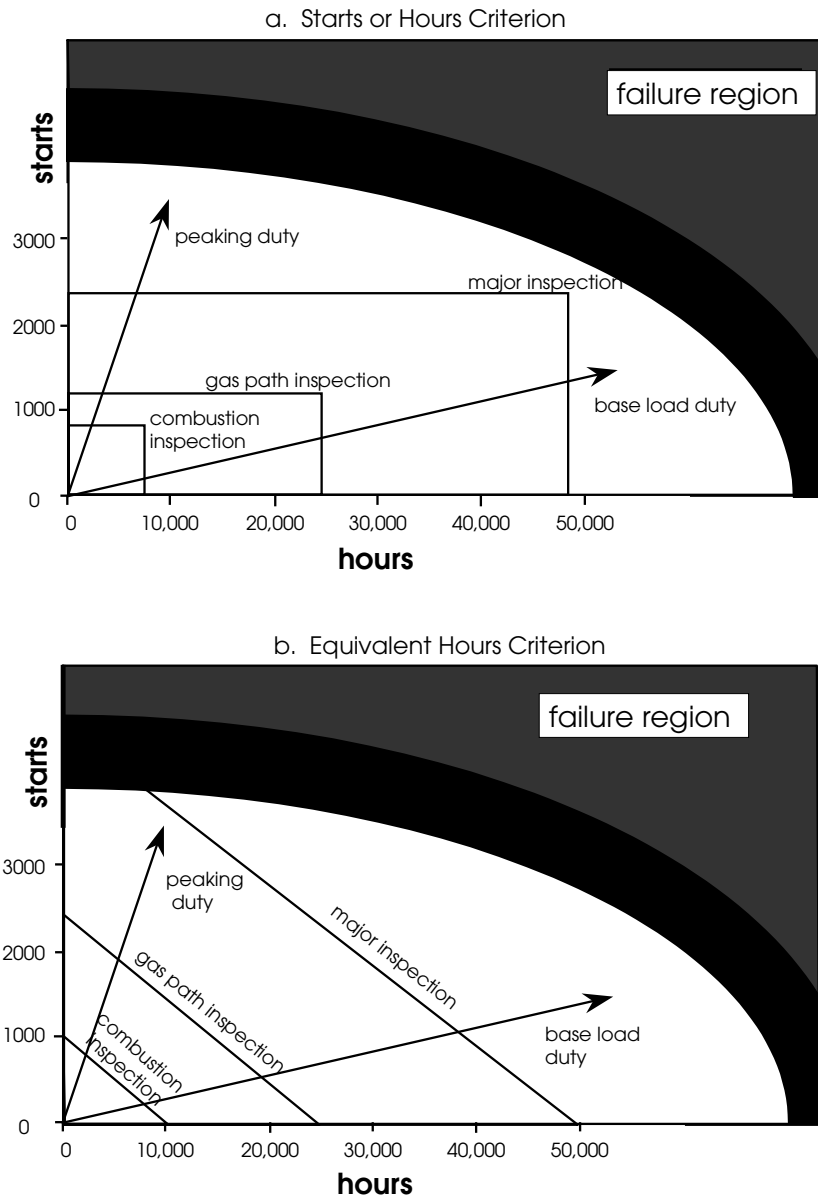 a. Starts or Hours Criterion
failure region
starts
peaking duty
3000
major inspection
2000
gas path inspection
1000
combustion
inspection
base load duty
0
0
10,000
20,000
30,000
40,000
50,000
hours
b. Equivalent Hours Criterion
failure region
starts
3000
peaking
duty
2000
major inspection
gas path inspection
1000
combustion
inspection
base load
duty
0
0
10,000
20,000
30,000
40,000
50,000
hours